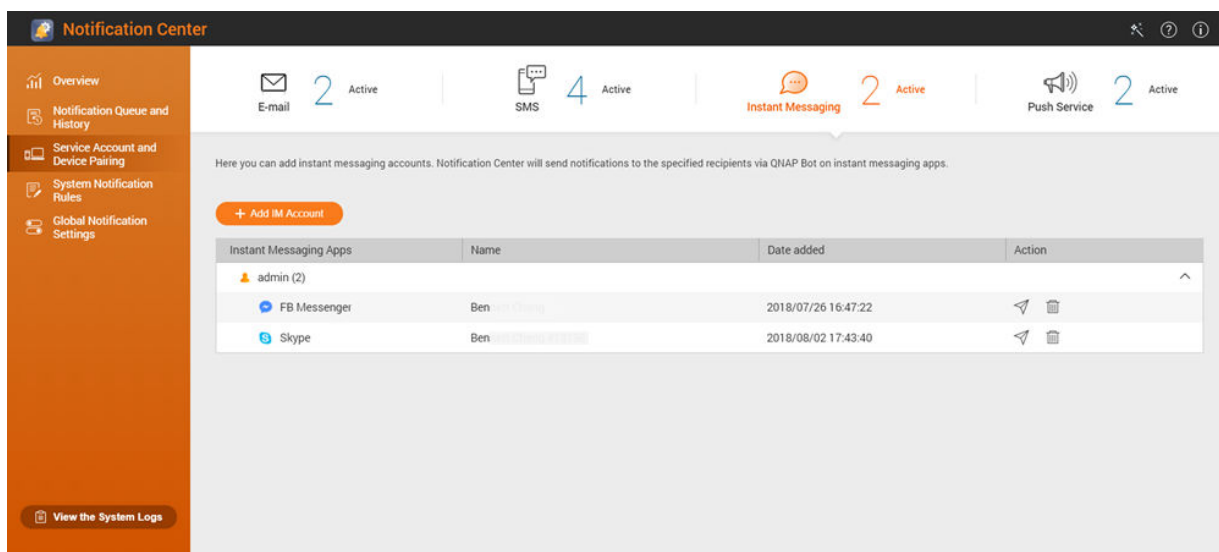 Notification Center
Overview
Notification Queue and
History
Service Account and
Device Pairing
System Notification
Rules
Global Notification
Settings
View the System Logs
E-mail 2 Active
SMS 4 Active
Instant Messaging 2 Active
Push Service 2 Active
Here you can add instant messaging accounts. Notification Center will send notifications to the specified recipients via QNAP Bot on instant messaging apps.
+ Add IM Account
Instant Messaging Apps Name Date added Action
admin (2)
FB Messenger Ben 2018/07/26 16:47:22
Skype Ben 2018/08/02 17:43:40